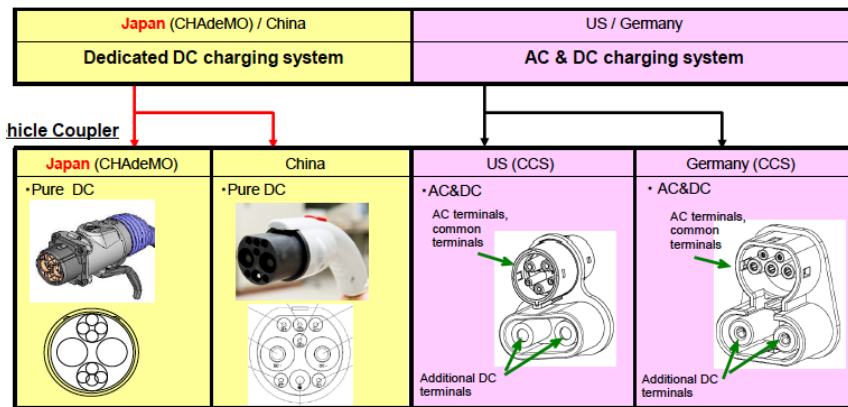 Japan (CHAdeMO) / China
US / Germany
Dedicated DC charging system
AC & DC charging system
hicle Coupler
Japan (CHAdeMO)
China
US (CCS)
Germany (CCS)
・Pure DC
・Pure DC
・AC&DC
・AC&DC
AC terminals,
common
terminals
AC terminals,
common
terminals
Additional DC
terminals
Additional DC
terminals